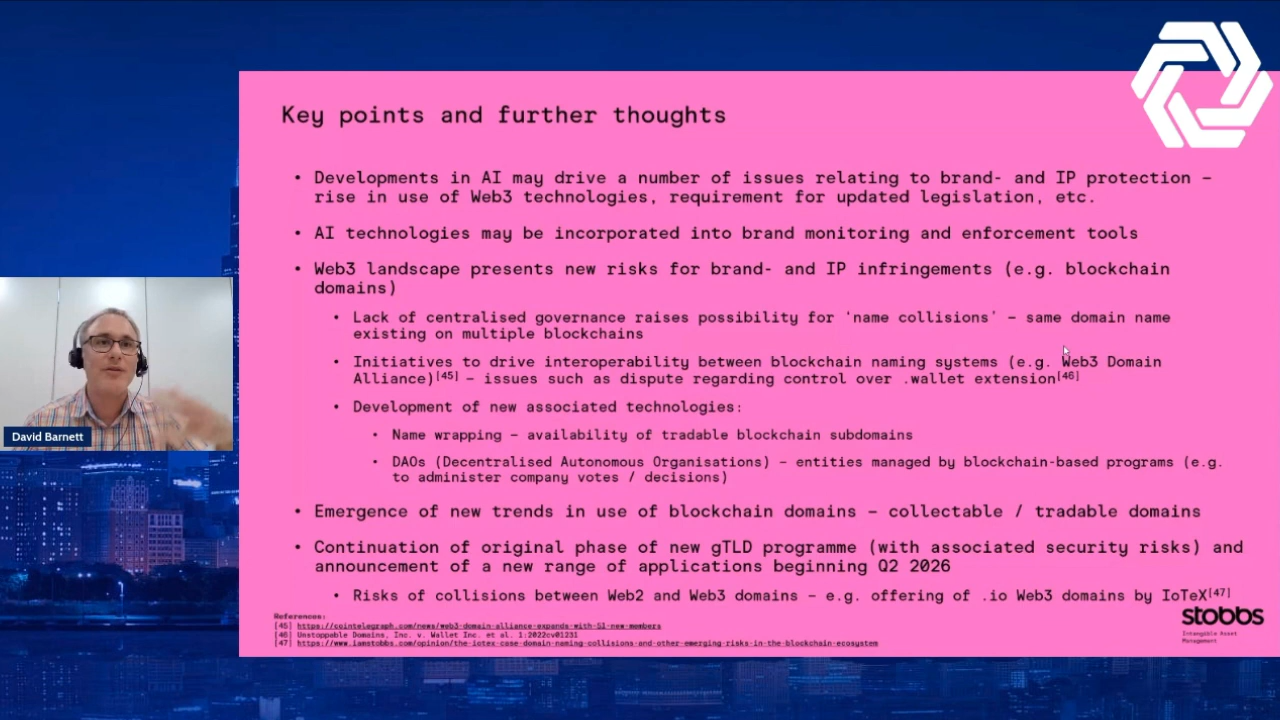 Key points and further thoughts
• Developments in AI may drive a number of issues relating to brand- and IP protection –
rise in use of Web3 technologies, requirement for updated legislation, etc.
• AI technologies may be incorporated into brand monitoring and enforcement tools
• Web3 landscape presents new risks for brand- and IP infringements (e.g. blockchain
domains)
• Lack of centralised governance raises possibility for ‘name collisions’ – same domain name
existing on multiple blockchains
• Initiatives to drive interoperability between blockchain naming systems (e.g. Web3 Domain
Alliance)[45] – issues such as dispute regarding control over .wallet extension[46]
• Development of new associated technologies:
• Name wrapping – availability of tradable blockchain subdomains
• DAOs (Decentralised Autonomous Organisations) – entities managed by blockchain-based programs (e.g.
to administer company votes / decisions)
• Emergence of new trends in use of blockchain domains – collectable / tradable domains
• Continuation of original phase of new gTLD programme (with associated security risks) and
announcement of a new range of applications beginning Q2 2026
• Risks of collisions between Web2 and Web3 domains – e.g. offering of .io Web3 domains by IoTeX[47]
References:
[45] https://cointelegraph.com/news/web3-domain-alliance-expands-with-51-new-members
[46] Unstoppable Domains, Inc. v. Wallet Inc. et al. 1:2022cv01231
[47] https://www.iamstobbs.com/opinion/the-iotex-case-domain-naming-collisions-and-other-emerging-risks-in-the-blockchain-ecosystem
stobbs
Intangible Asset
Management
David Barnett